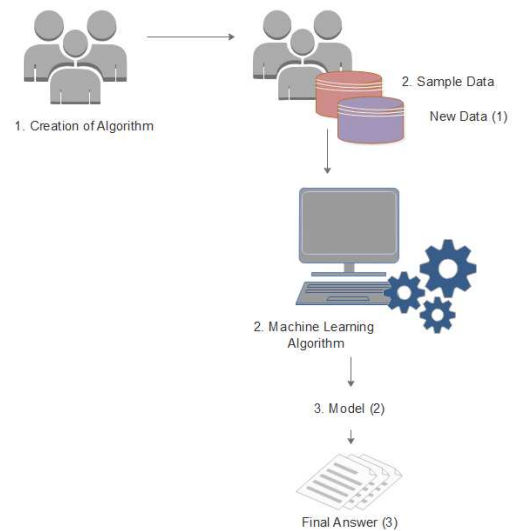 1. Creation of Algorithm
2. Sample Data
New Data (1)
2. Machine Learning
Algorithm
3. Model (2)
Final Answer (3)